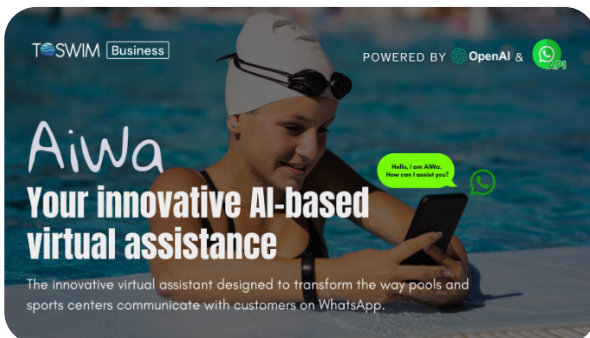 TOSWIM Business
POWERED BY OpenAI & API
AiWa
Hello, I am AiWa.
How can I assist you?
Your innovative AI-based
virtual assistance
The innovative virtual assistant designed to transform the way pools and
sports centers communicate with customers on WhatsApp.